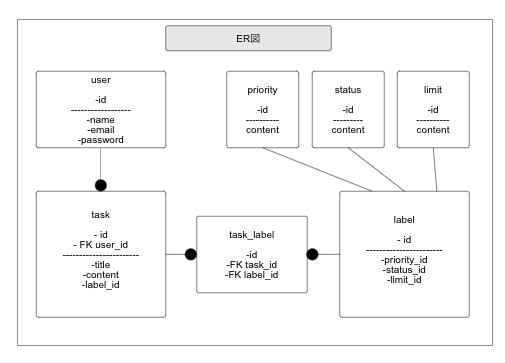 ER図
user
-id
------------------
-name
-email
-password
priority
-id
----------
content
status
-id
---------
content
limit
-id
----------
content
task
- id
- FK user_id
-----------------------
-title
-content
-label_id
task_label
-id
-FK task_id
-FK label_id
label
- id
-----------------------
-priority_id
-status_id
-limit_id